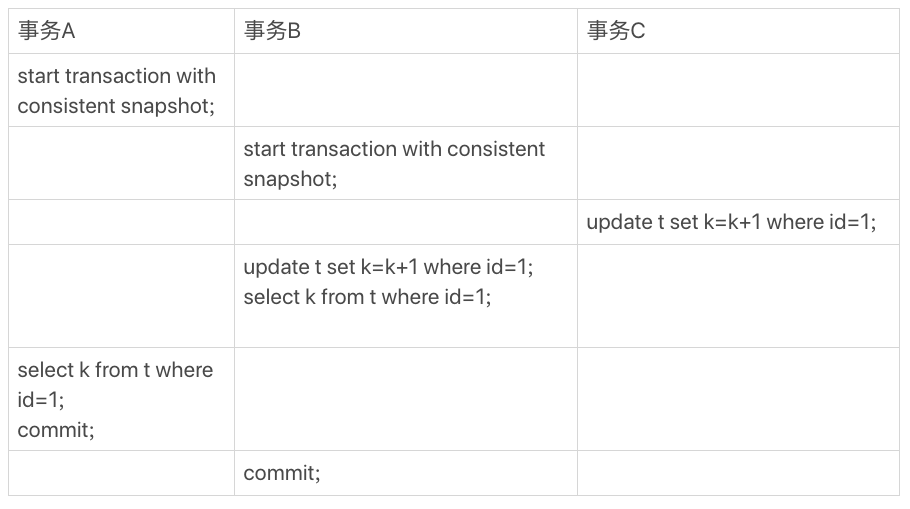 事务A
事务B
事务C
start transaction with
consistent snapshot;
start transaction with consistent
snapshot;
update t set k=k+1 where id=1;
update t set k=k+1 where id=1;
select k from t where id=1;
select k from t where
id=1;
commit;
commit;